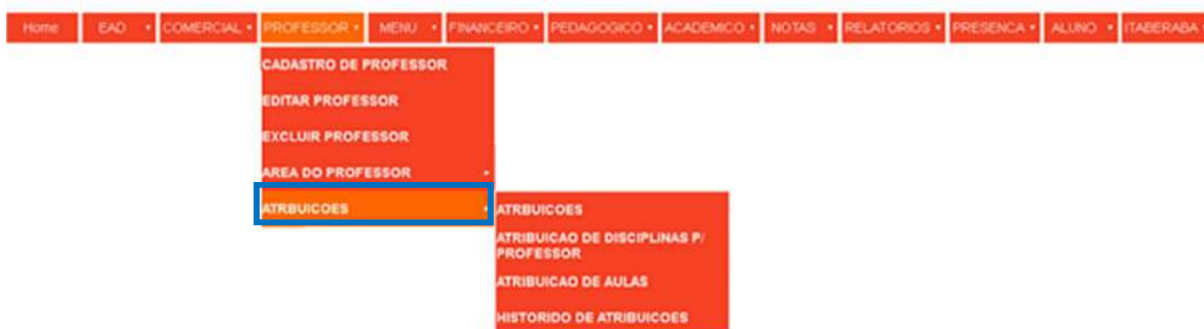 Home EAD COMERCIAL PROFESSOR MENU FINANCEIRO PEDAGOGICO ACADEMICO NOTAS RELATORIOS PRESENCA ALUNO ITABERABA
CADASTRO DE PROFESSOR
EDITAR PROFESSOR
EXCLUIR PROFESSOR
AREA DO PROFESSOR
ATRBUICOES
ATRBUICOES
ATRIBUICAO DE DISCIPLINAS P/
PROFESSOR
ATRIBUICAO DE AULAS
HISTORIDO DE ATRIBUICOES